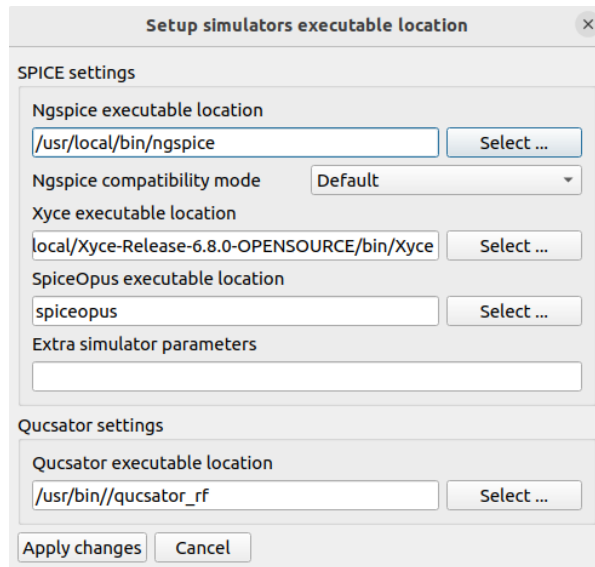 Setup simulators executable location
SPICE settings
Ngspice executable location
/usr/local/bin/ngspice
Select ...
Ngspice compatibility mode
Default
Xyce executable location
local/Xyce-Release-6.8.0-OPENSOURCE/bin/Xyce
Select ...
SpiceOpus executable location
spiceopus
Select ...
Extra simulator parameters
Qucsator settings
Qucsator executable location
/usr/bin//qucsator_rf
Select ...
Apply changes
Cancel